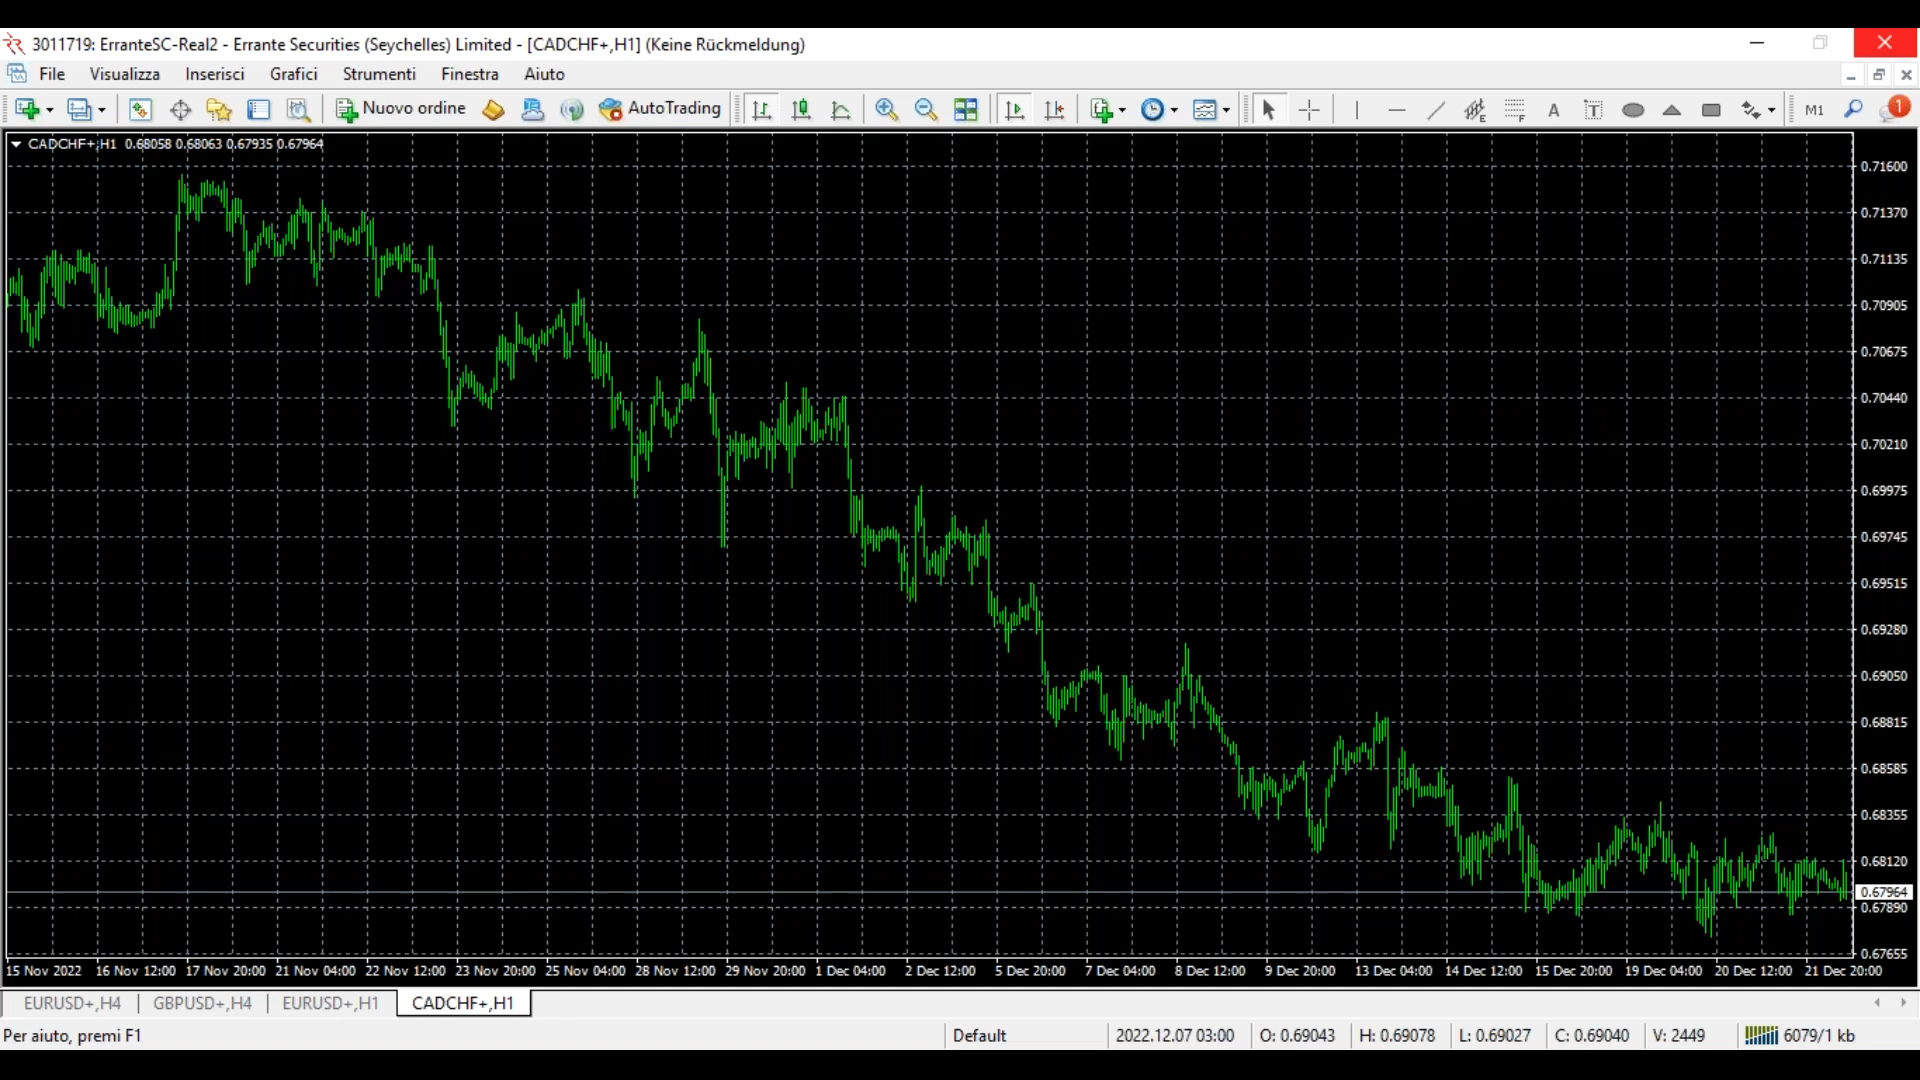 3011719: ErranteSC-Real2 - Errante Securities (Seychelles) Limited - [CADCHF+,H1] (Keine Rückmeldung)
File Visualizza Inserisci Grafici Strumenti Finestra Aiuto
Nuovo ordine AutoTrading E F A T M1 1
CADCHF+,H1 0.68058 0.68063 0.67935 0.67964
0.71600
0.71370
0.71135
0.70905
0.70675
0.70440
0.70210
0.69975
0.69745
0.69515
0.69280
0.69050
0.68815
0.68585
0.68355
0.68120
0.67964
0.67890
0.67655
15 Nov 2022 16 Nov 12:00 17 Nov 20:00 21 Nov 04:00 22 Nov 12:00 23 Nov 20:00 25 Nov 04:00 28 Nov 12:00 29 Nov 20:00 1 Dec 04:00 2 Dec 12:00 5 Dec 20:00 7 Dec 04:00 8 Dec 12:00 9 Dec 20:00 13 Dec 04:00 14 Dec 12:00 15 Dec 20:00 19 Dec 04:00 20 Dec 12:00 21 Dec 20:00
EURUSD+,H4 GBPUSD+,H4 EURUSD+,H1 CADCHF+,H1
Per aiuto, premi F1 Default 2022.12.07 03:00 O: 0.69043 H: 0.69078 L: 0.69027 C: 0.69040 V: 2449 6079/1 kb